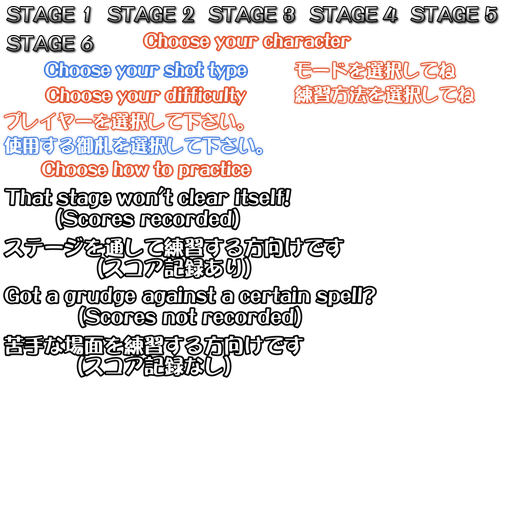 STAGE 1 STAGE 2 STAGE 3 STAGE 4 STAGE 5
STAGE 6
Choose your character
Choose your shot type
モードを選択してね
Choose your difficulty
練習方法を選択してね
プレイヤーを選択して下さい。
使用する御札を選択して下さい。
Choose how to practice
That stage won't clear itself!
(Scores recorded)
ステージを通して練習する方向けです
(スコア記録あり)
Got a grudge against a certain spell?
(Scores not recorded)
苦手な場面を練習する方向けです
(スコア記録なし)